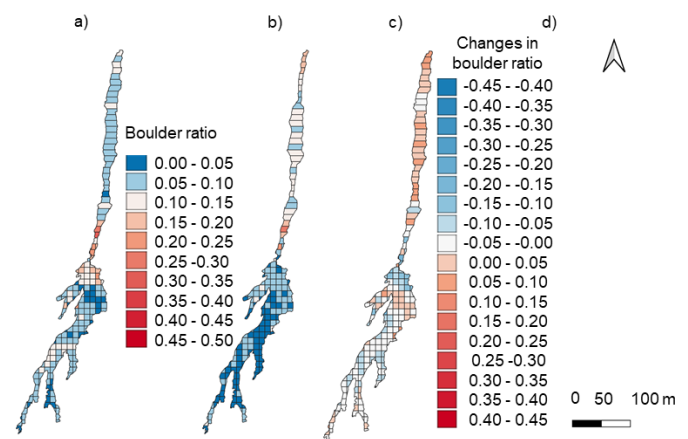 a) b) c) d)
Boulder ratio
0.00 - 0.05
0.05 - 0.10
0.10 - 0.15
0.15 - 0.20
0.20 - 0.25
0.25 -0.30
0.30 - 0.35
0.35 - 0.40
0.40 - 0.45
0.45 - 0.50
Changes in
boulder ratio
-0.45 - -0.40
-0.40 - -0.35
-0.35 - -0.30
-0.30 - -0.25
-0.25 - -0.20
-0.20 - -0.15
-0.15 - -0.10
-0.10 - -0.05
-0.05 - -0.00
0.00 - 0.05
0.05 - 0.10
0.10 - 0.15
0.15 - 0.20
0.20 - 0.25
0.25 -0.30
0.30 - 0.35
0.35 - 0.40
0.40 - 0.45
0 50 100 m